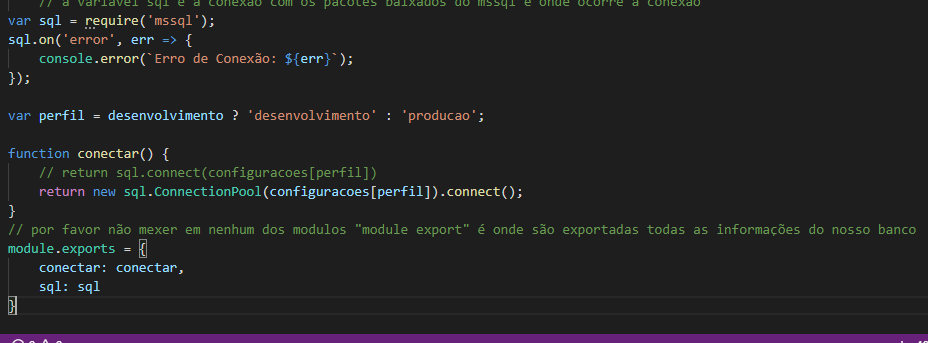 // a variavel sql é a conexão com os pacotes baixados do mssql e onde ocorre a conexão
var sql = require('mssql');
sql.on('error', err => {
    console.error(`Erro de Conexão: ${err}`);
});
var perfil = desenvolvimento ? 'desenvolvimento' : 'producao';
function conectar() {
    // return sql.connect(configuracoes[perfil])
    return new sql.ConnectionPool(configuracoes[perfil]).connect();
}
// por favor não mexer em nenhum dos modulos "module export" é onde são exportadas todas as informações do nosso banco
module.exports = {
    conectar: conectar,
    sql: sql
}